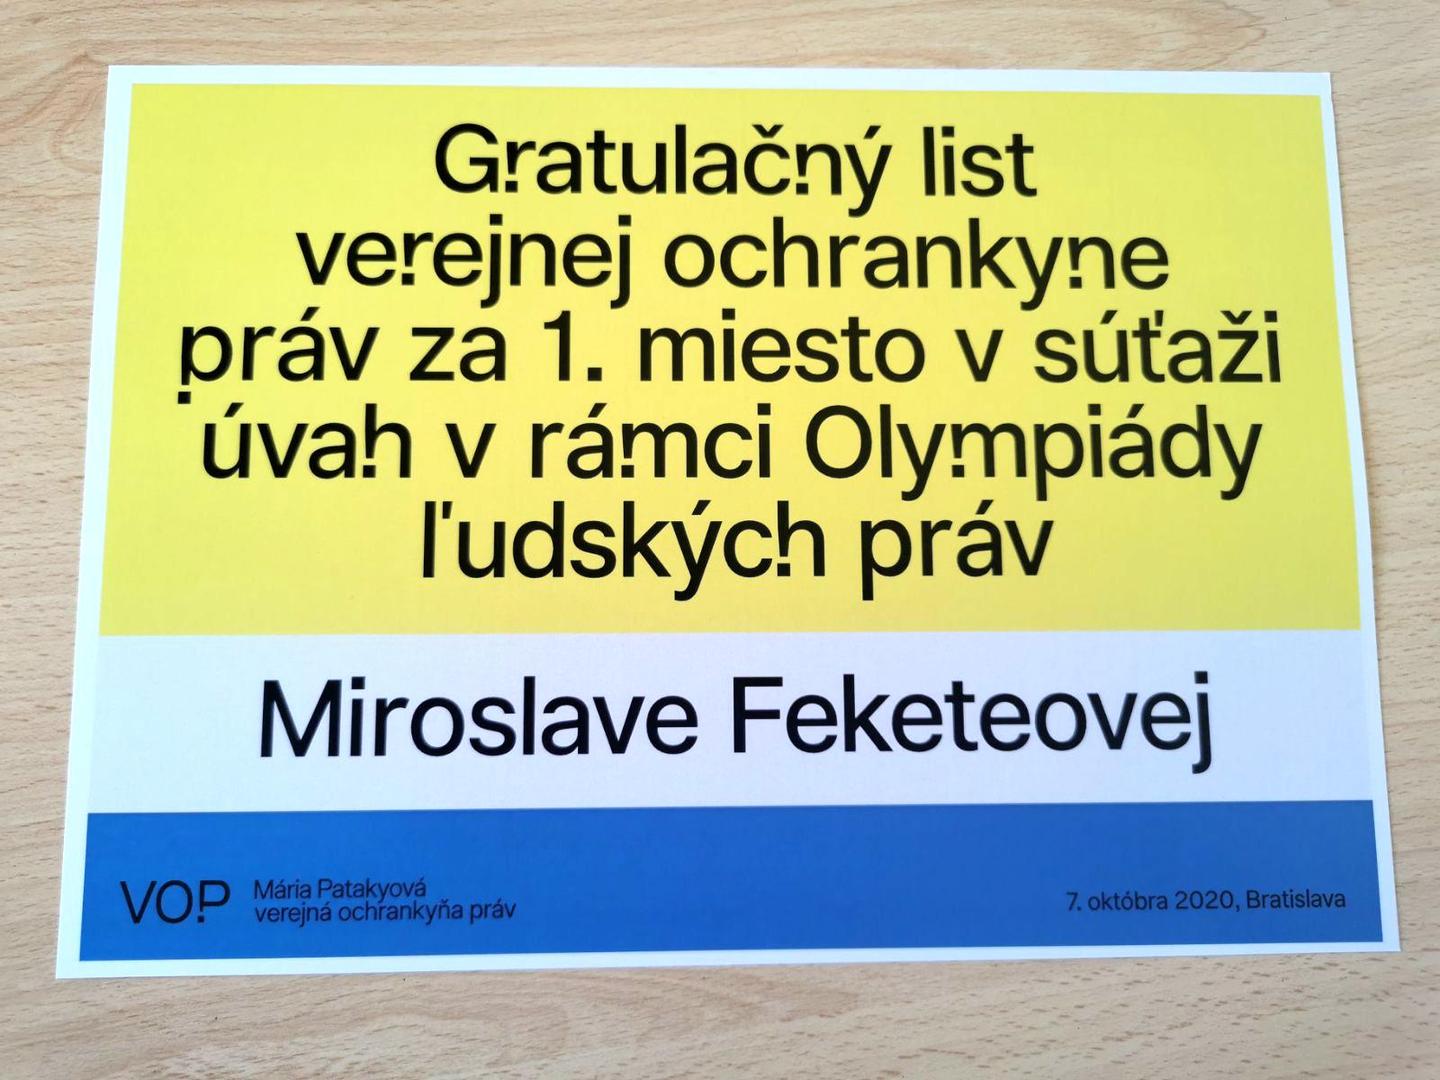 Gratulačný list
verejnej ochrankyne
práv za 1. miesto v súťaži
úvah v rámci Olympiády
ľudských práv
Miroslave Feketeovej
VOP
Mária Patakyová
verejná ochrankyňa práv
7. októbra 2020, Bratislava